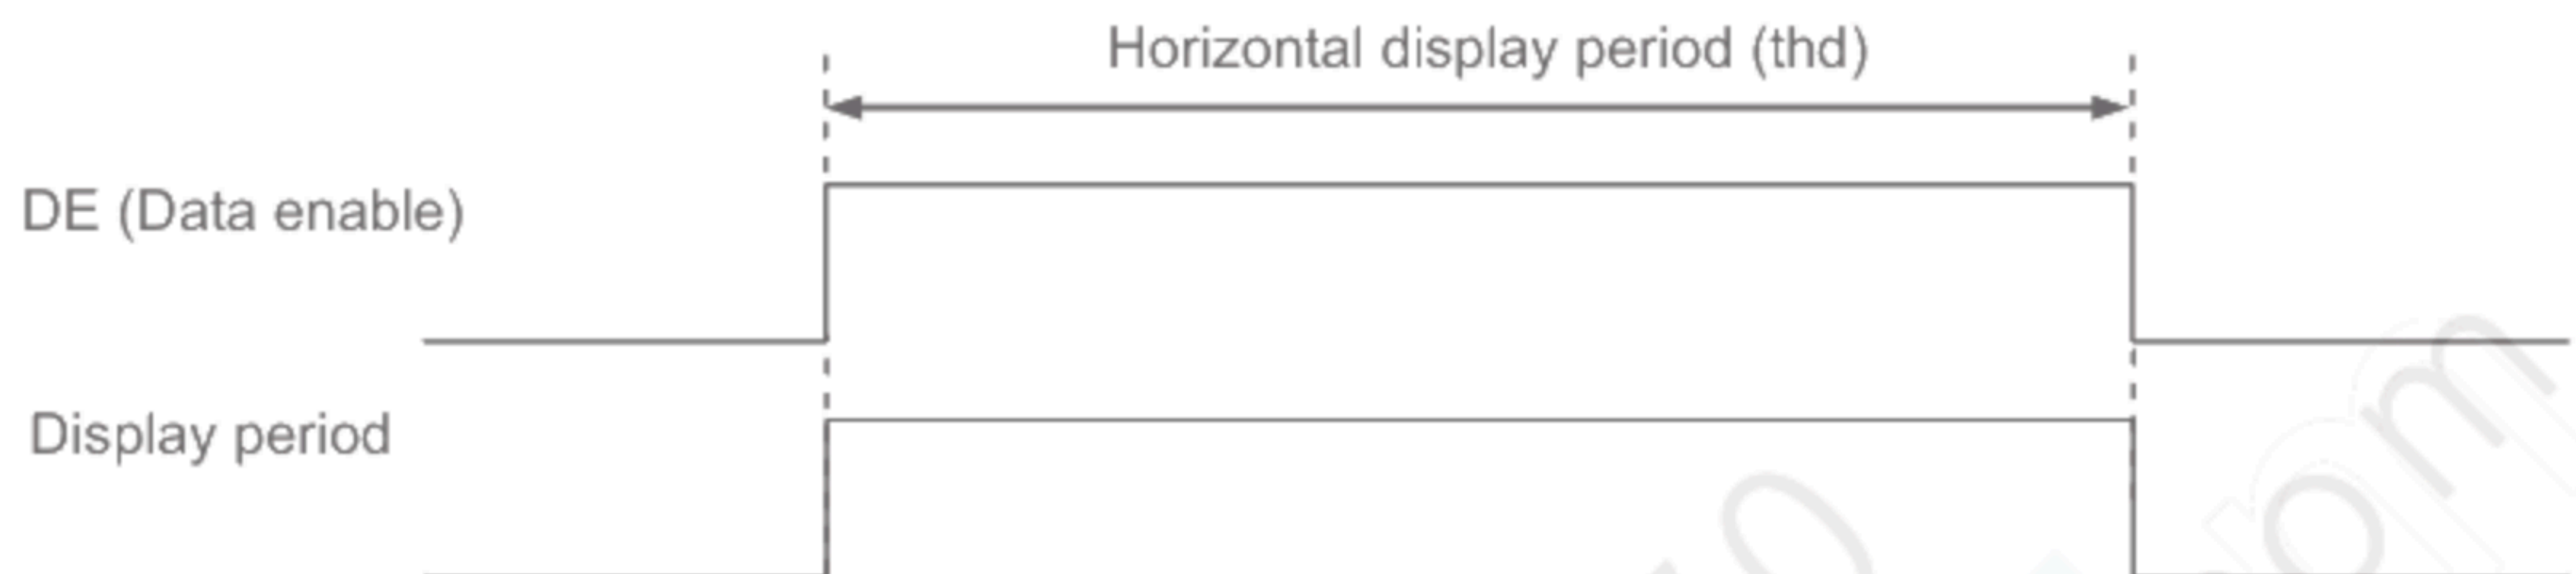 Horizontal display period (thd)
DE (Data enable)
Display period